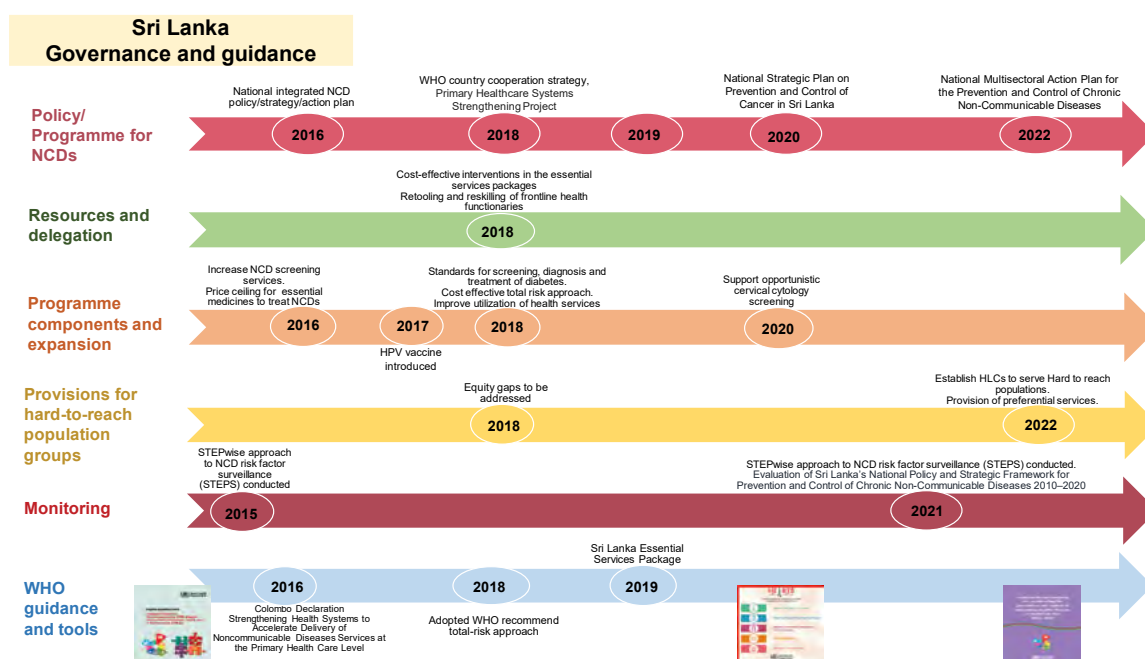 Sri Lanka
Governance and guidance
National integrated NCD
policy/strategy/action plan
WHO country cooperation strategy,
Primary Healthcare Systems
Strengthening Project
National Strategic Plan on
Prevention and Control of
Cancer in Sri Lanka
National Multisectoral Action Plan for
the Prevention and Control of Chronic
Non-Communicable Diseases
Policy/
Programme for
NCDs
2016
2018
2019
2020
2022
Cost-effective interventions in the essential
services packages
Retooling and reskilling of frontline health
functionaries
Resources and
delegation
2018
Increase NCD screening
services.
Price ceiling for essential
medicines to treat NCDs
Standards for screening, diagnosis and
treatment of diabetes.
Cost effective total risk approach.
Improve utilization of health services
Support opportunistic
cervical cytology
screening
Programme
components and
expansion
2016
2017
2018
2020
HPV vaccine
introduced
Provisions for
hard-to-reach
population
groups
Equity gaps to be
addressed
Establish HLCs to serve Hard to reach
populations.
Provision of preferential services.
2018
2022
STEPwise approach
to NCD risk factor
surveillance
(STEPS) conducted
STEPwise approach to NCD risk factor surveillance (STEPS) conducted.
Evaluation of Sri Lanka's National Policy and Strategic Framework for
Prevention and Control of Chronic Non-Communicable Diseases 2010–2020
Monitoring
2015
2021
Sri Lanka Essential
Services Package
WHO
guidance
and tools
2016
2018
2019
Colombo Declaration
Strengthening Health Systems to
Accelerate Delivery of
Noncommunicable Diseases Services at
the Primary Health Care Level
Adopted WHO recommend
total-risk approach